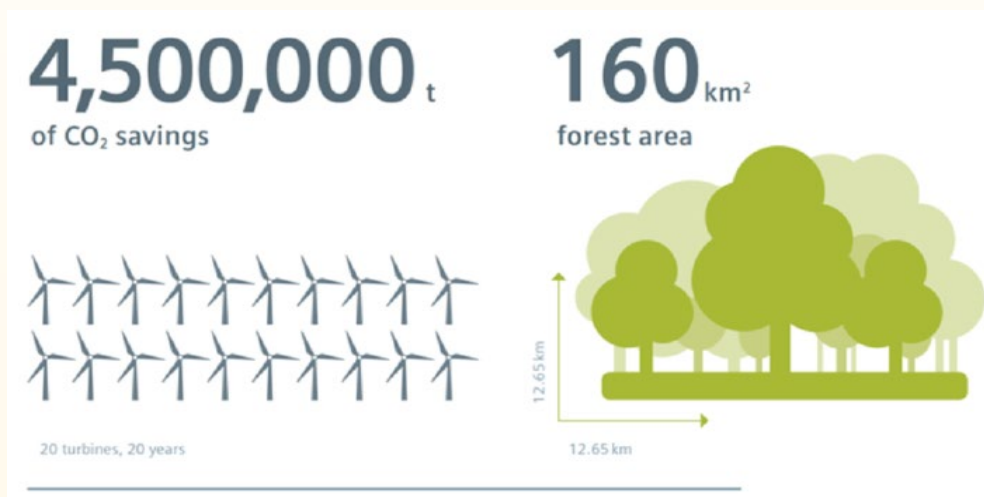 4,500,000 t
of CO₂ savings
20 turbines, 20 years
160 km²
forest area
12.65 km
12.65 km